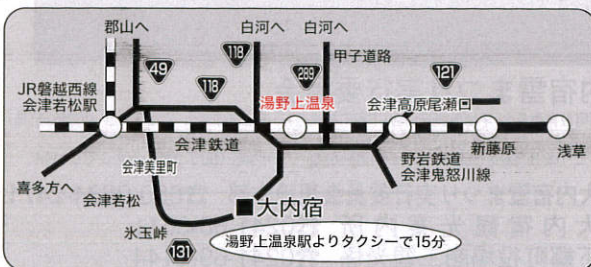 郡山へ
白河へ
白河へ
118
甲子道路
49
118
289
121
JR磐越西線
会津若松駅
湯野上温泉
会津高原尾瀬口
会津鉄道
新藤原
浅草
喜多方へ
会津美里町
野岩鉄道
会津鬼怒川線
会津若松
■大内宿
氷玉峠
131
湯野上温泉駅よりタクシーで15分